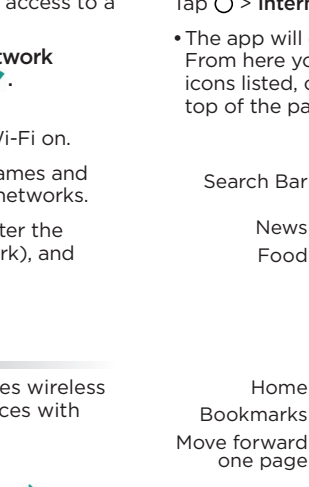 access to a
twork
.
Wi-Fi on.
ames and
networks.
ter the
rk), and
es wireless
ces with
Tap > Intern
• The app will
From here yo
icons listed,
top of the pa
Search Bar
News
Food
Home
Bookmarks
Move forward
one page